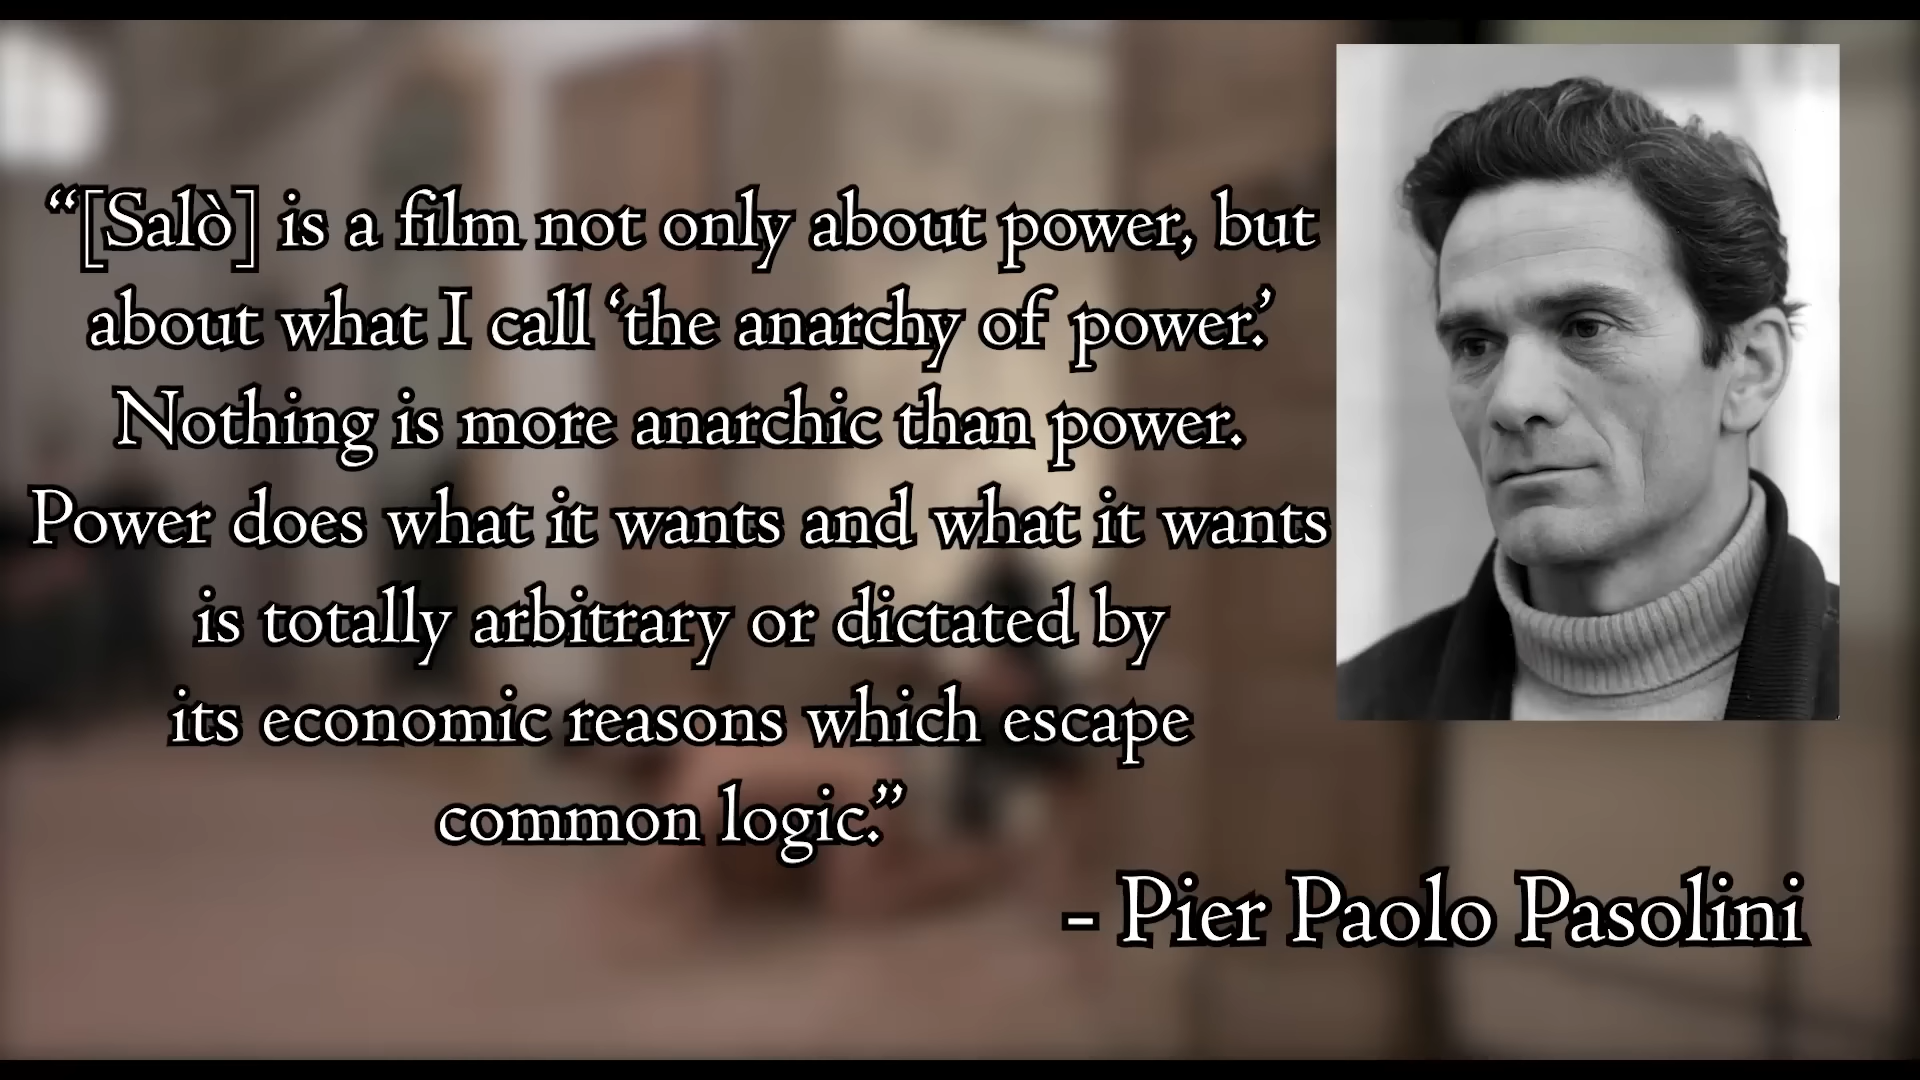 “[Salò] is a film not only about power, but
about what I call ‘the anarchy of power.’
Nothing is more anarchic than power.
Power does what it wants and what it wants
is totally arbitrary or dictated by
its economic reasons which escape
common logic.”
- Pier Paolo Pasolini